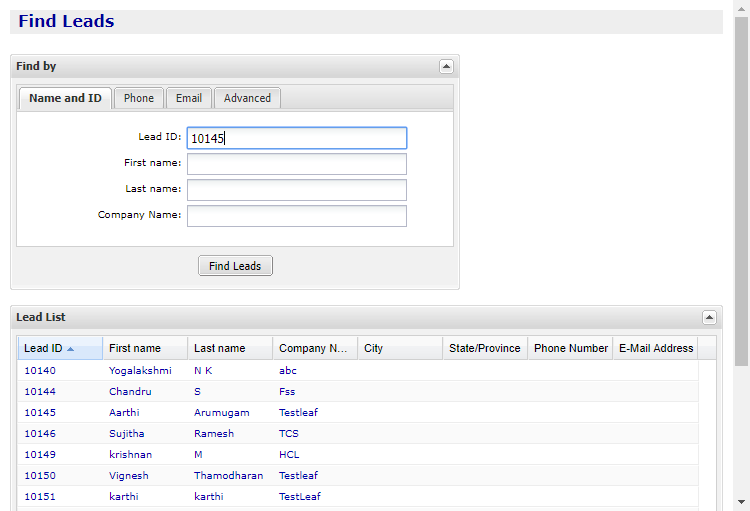 Find Leads
Find by
Name and ID Phone Email Advanced
Lead ID: 10145
First name:
Last name:
Company Name:
Find Leads
Lead List
Lead ID First name Last name Company N... City State/Province Phone Number E-Mail Address
10140 Yogalakshmi N K abc
10144 Chandru S Fss
10145 Aarthi Arumugam Testleaf
10146 Sujitha Ramesh TCS
10149 krishnan M HCL
10150 Vignesh Thamodharan Testleaf
10151 karthi karthi TestLeaf